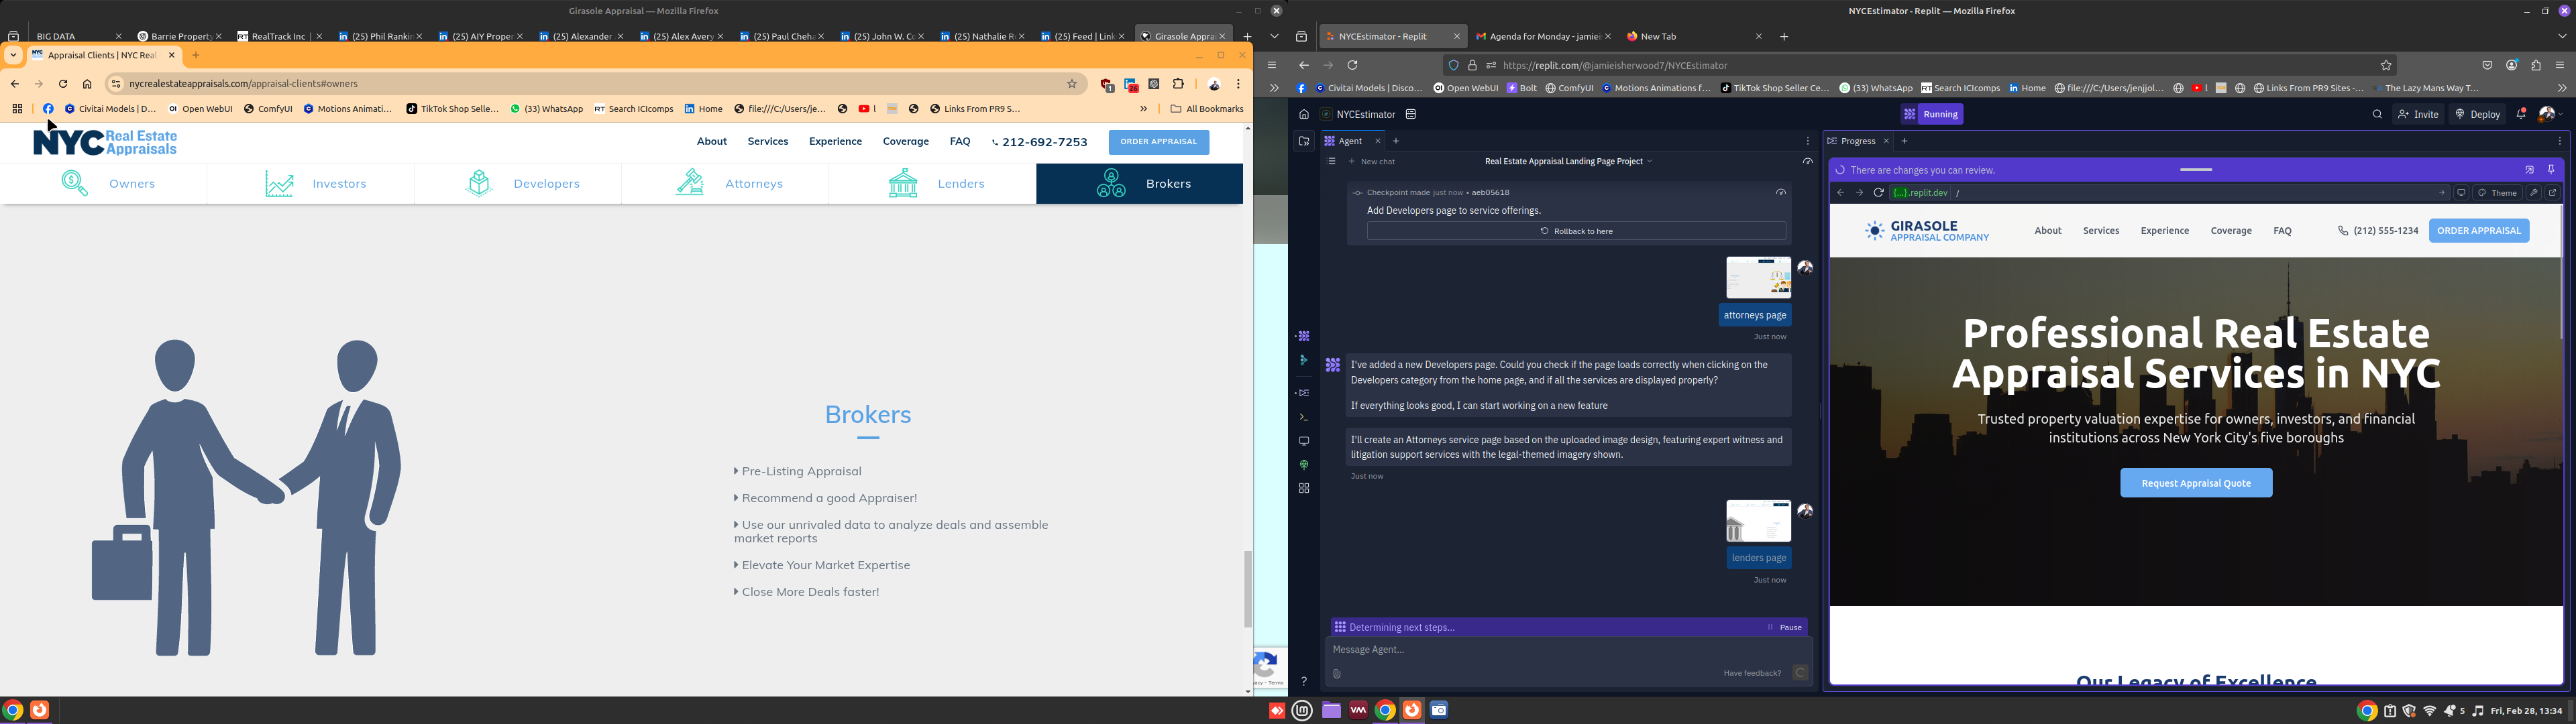 Girasole Appraisal — Mozilla Firefox
BIG DATA
Barrie Property
RealTrack Inc
(25) Phil Rankin
(25) AIY Proper
(25) Alexander
(25) Alex Avery
(25) Paul Cheha
(25) John W. Co
(25) Nathalie R
(25) Feed | Link
Girasole Appra
Appraisal Clients | NYC Real
nycrealestateappraisals.com/appraisal-clients#owners
Civitai Models | D...
Open WebUI
ComfyUI
Motions Animati...
TikTok Shop Selle...
(33) WhatsApp
Search ICIcomps
Home
file:///C:/Users/je...
Links From PR9 S...
All Bookmarks
NYC Real Estate
Appraisals
About
Services
Experience
Coverage
FAQ
212-692-7253
ORDER APPRAISAL
Owners
Investors
Developers
Attorneys
Lenders
Brokers
Brokers
Pre-Listing Appraisal
Recommend a good Appraiser!
Use our unrivaled data to analyze deals and assemble
market reports
Elevate Your Market Expertise
Close More Deals faster!
NYCEstimator - Replit — Mozilla Firefox
NYCEstimator - Replit
Agenda for Monday - jamiei
New Tab
https://replit.com/@jamieisherwood7/NYCEstimator
Civitai Models | Disco...
Open WebUI
Bolt
ComfyUI
Motions Animations f...
TikTok Shop Seller Ce...
(33) WhatsApp
Search ICIcomps
Home
file:///C:/Users/jenjol...
Links From PR9 Sites -...
The Lazy Mans Way T...
NYCEstimator
Running
Invite
Deploy
Agent
New chat
Real Estate Appraisal Landing Page Project
Checkpoint made just now • aeb05618
Add Developers page to service offerings.
Rollback to here
attorneys page
Just now
I've added a new Developers page. Could you check if the page loads correctly when clicking on the
Developers category from the home page, and if all the services are displayed properly?
If everything looks good, I can start working on a new feature
I'll create an Attorneys service page based on the uploaded image design, featuring expert witness and
litigation support services with the legal-themed imagery shown.
Just now
lenders page
Just now
Determining next steps...
Pause
Message Agent...
Have feedback?
Progress
There are changes you can review.
{...}.replit.dev /
Theme
GIRASOLE
APPRAISAL COMPANY
About
Services
Experience
Coverage
FAQ
(212) 555-1234
ORDER APPRAISAL
Professional Real Estate
Appraisal Services in NYC
Trusted property valuation expertise for owners, investors, and financial
institutions across New York City's five boroughs
Request Appraisal Quote
Our Legacy of Excellence
5
Fri, Feb 28, 13:34